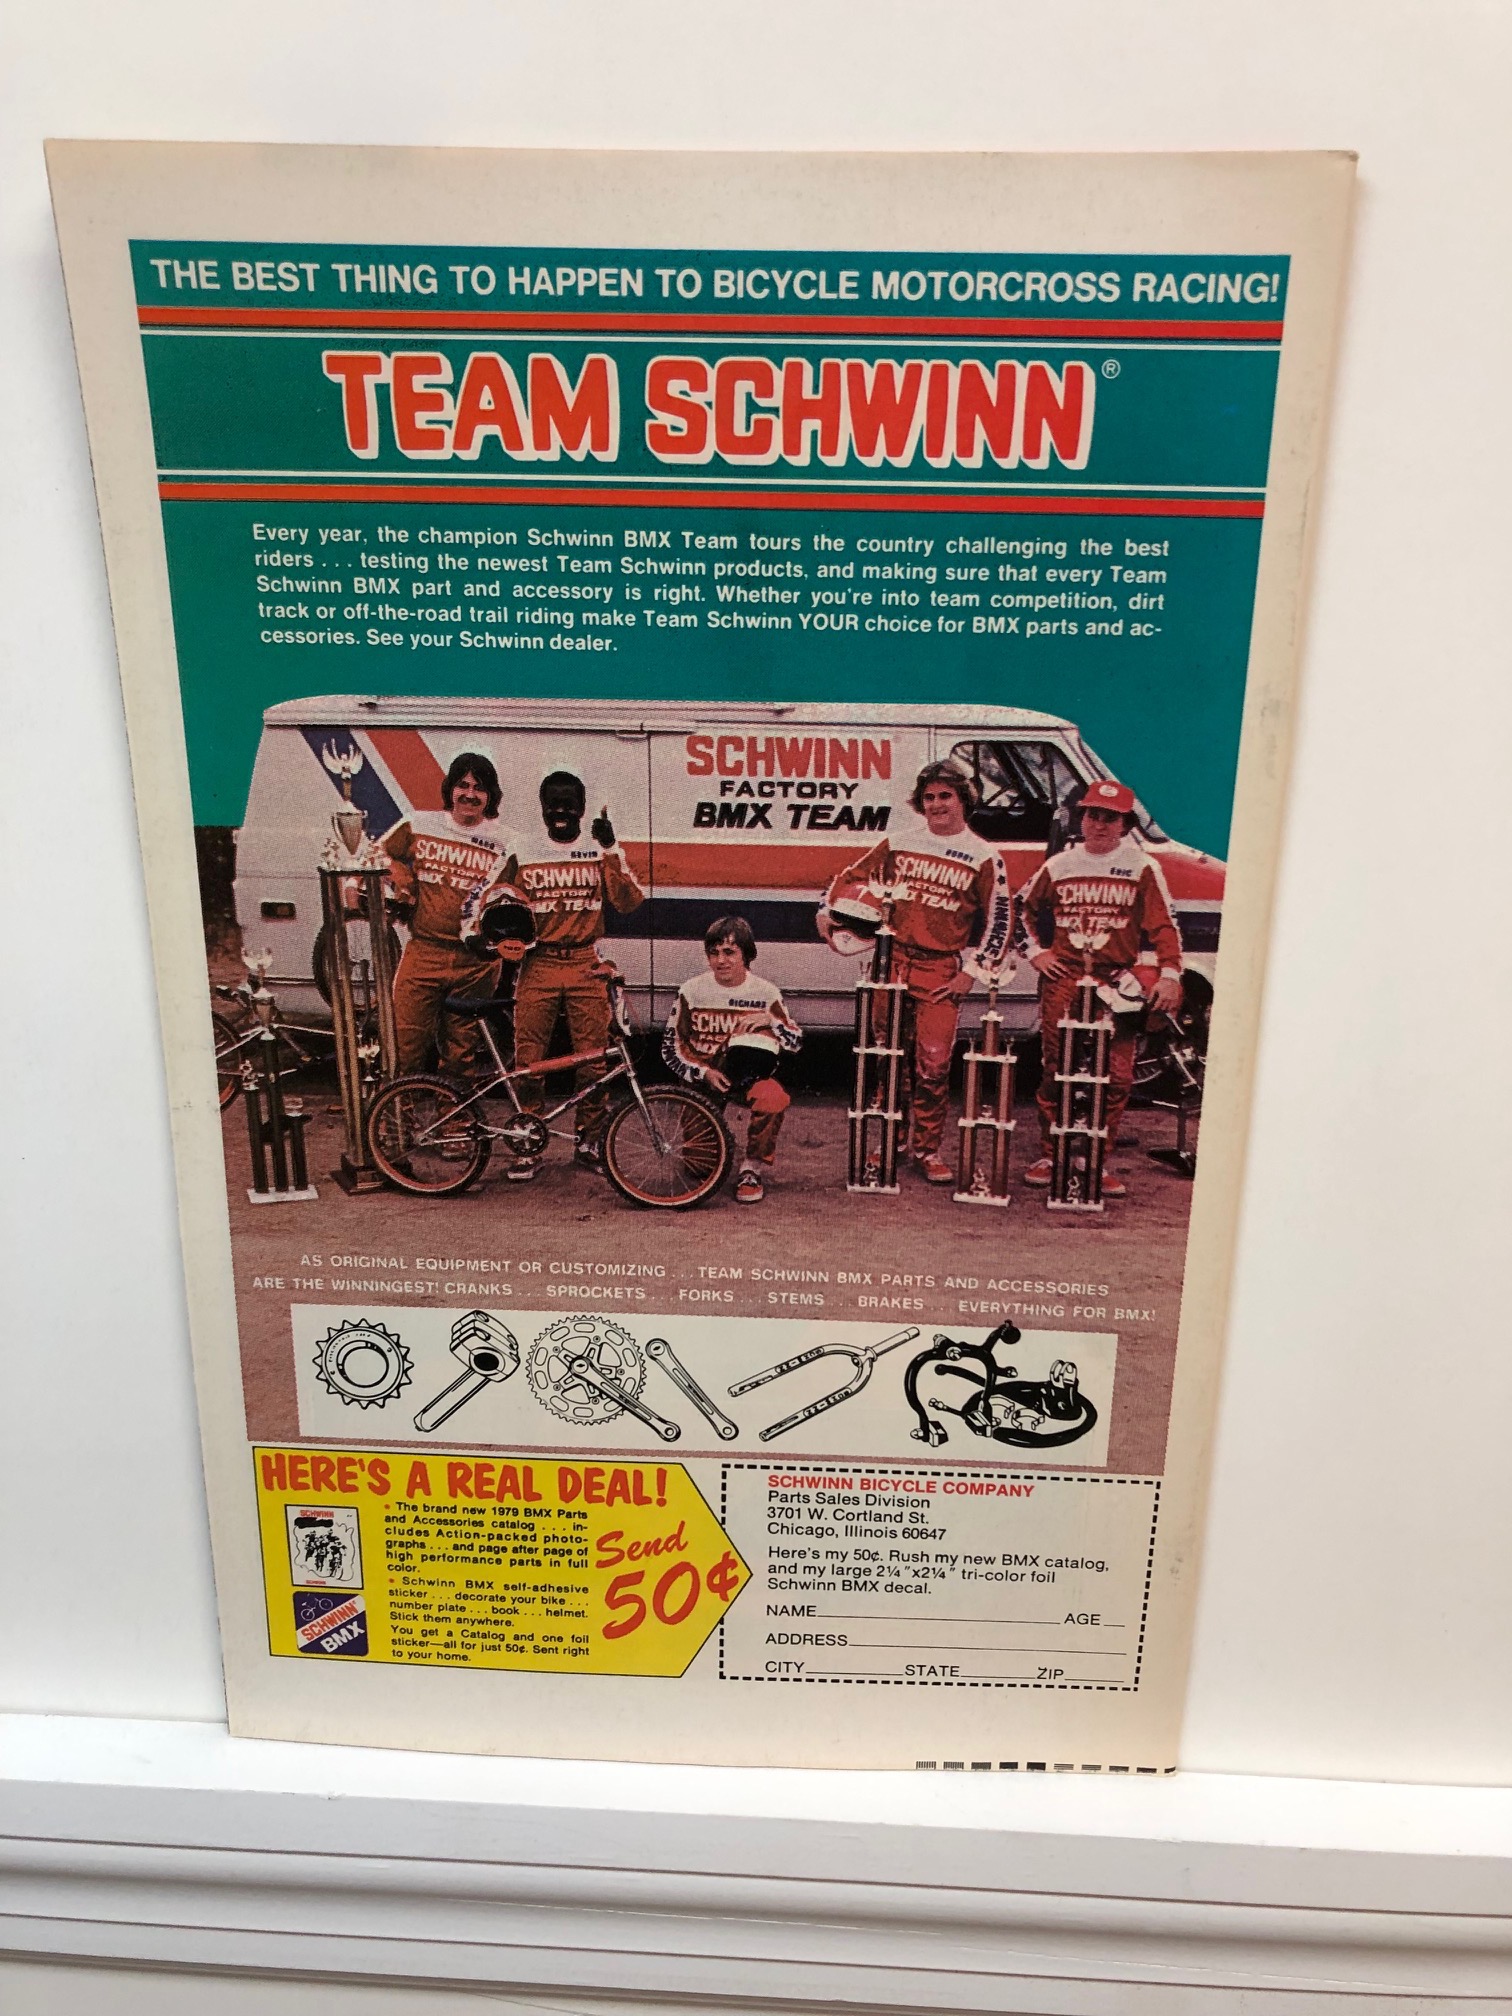 THE BEST THING TO HAPPEN TO BICYCLE MOTORCROSS RACING!
TEAM SCHWINN®
Every year, the champion Schwinn BMX Team tours the country challenging the best
riders . . . testing the newest Team Schwinn products, and making sure that every Team
Schwinn BMX part and accessory is right. Whether you're into team competition, dirt
track or off-the-road trail riding make Team Schwinn YOUR choice for BMX parts and ac-
cessories. See your Schwinn dealer.
SCHWINN
FACTORY
BMX TEAM
SCHWINN
FACTORY
BMX TEAM
KEVIN
SCHWINN
FACTORY
BMX TEAM
RICHARD
SCHW
FAC
SCHWINN
BOBBY
SCHWINN
FACTORY
BMX TEAM
SCHWINN
ERIC
SCHWINN
FACTORY
BMX TEAM
AS ORIGINAL EQUIPMENT OR CUSTOMIZING . . . TEAM SCHWINN BMX PARTS AND ACCESSORIES
ARE THE WINNINGEST! CRANKS . . . SPROCKETS . . . FORKS . . . STEMS . . . BRAKES . . . EVERYTHING FOR BMX!
HERE'S A REAL DEAL!
SCHWINN
• The brand new 1979 BMX Parts
and Accessories catalog . . . in-
cludes Action-packed photo-
graphs . . . and page after page of
high performance parts in full
color.
• Schwinn BMX self-adhesive
sticker . . . decorate your bike . . .
number plate . . . book . . . helmet.
Stick them anywhere.
You get a Catalog and one foil
sticker—all for just 50¢. Sent right
to your home.
SCHWINN
BMX
Send
50¢
SCHWINN BICYCLE COMPANY
Parts Sales Division
3701 W. Cortland St.
Chicago, Illinois 60647
Here's my 50¢. Rush my new BMX catalog,
and my large 2¼"x2¼" tri-color foil
Schwinn BMX decal.
NAME AGE
ADDRESS
CITY STATE ZIP